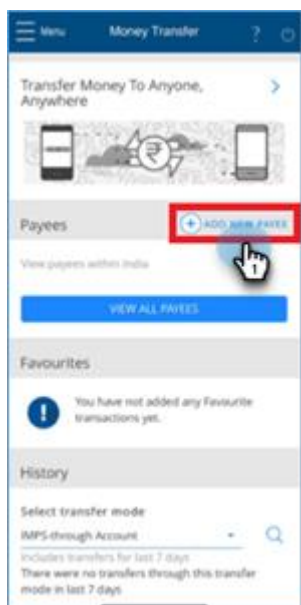 Menu Money Transfer ?
Transfer Money To Anyone,
Anywhere
₹
Payees
+ ADD NEW PAYEE
1
View payees within India
VIEW ALL PAYEES
Favourites
!
You have not added any Favourite
transactions yet.
History
Select transfer mode
IMPS-through Account
Includes transfers for last 7 days
There were no transfers through this transfer
mode in last 7 days